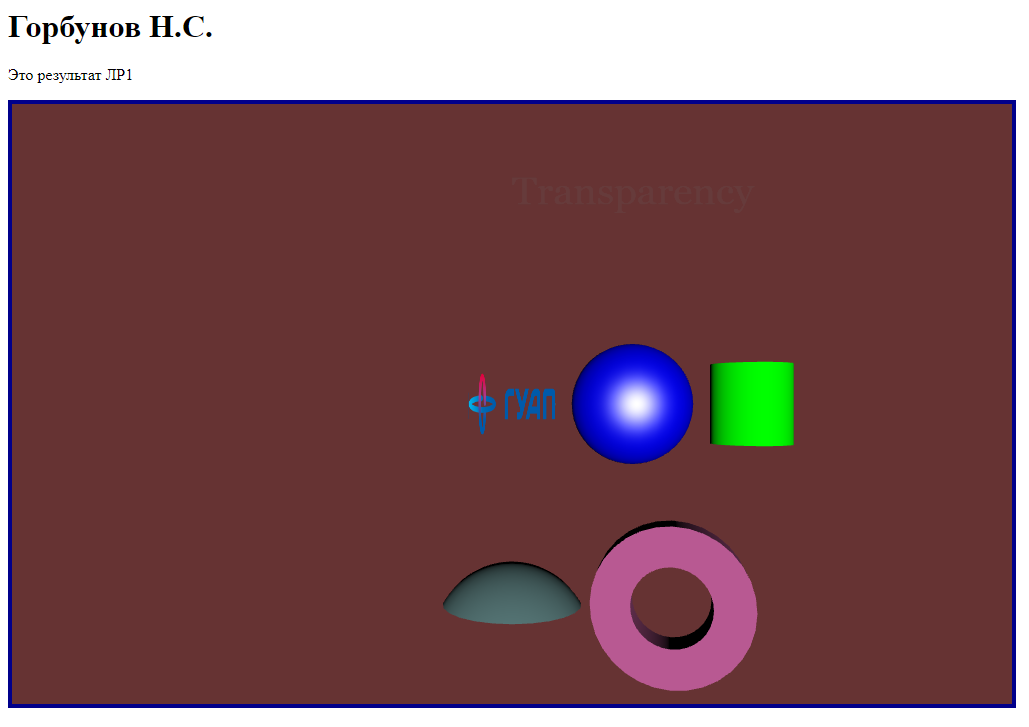 Горбунов Н.С.
Это результат ЛР1
Transparency
ГУАП